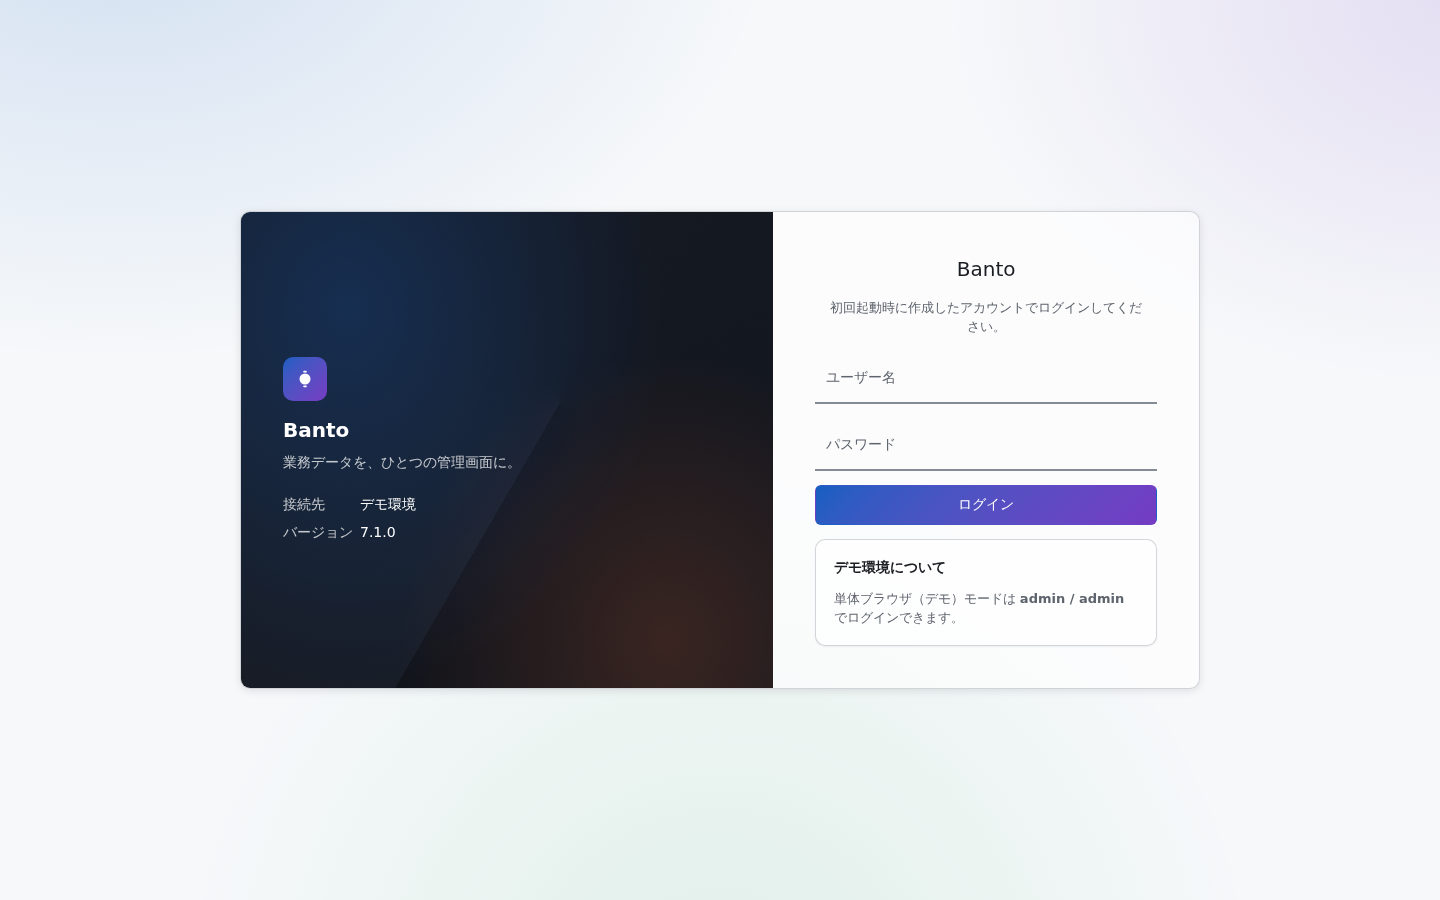 Banto
業務データを、ひとつの管理画面に。
接続先 デモ環境
バージョン 7.1.0
Banto
初回起動時に作成したアカウントでログインしてくだ
さい。
ユーザー名
パスワード
ログイン
デモ環境について
単体ブラウザ（デモ）モードは admin / admin
でログインできます。